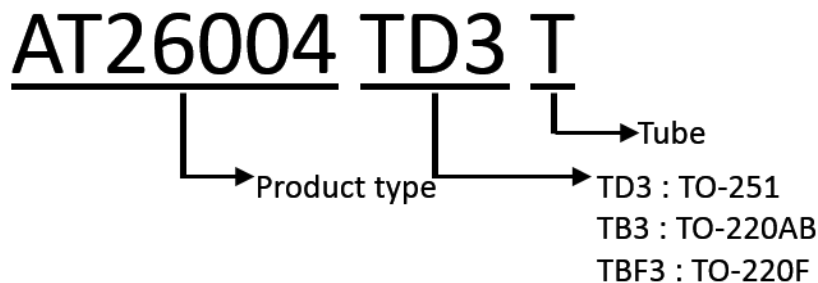 AT26004 TD3 T
Tube
Product type
TD3 : TO-251
TB3 : TO-220AB
TBF3 : TO-220F